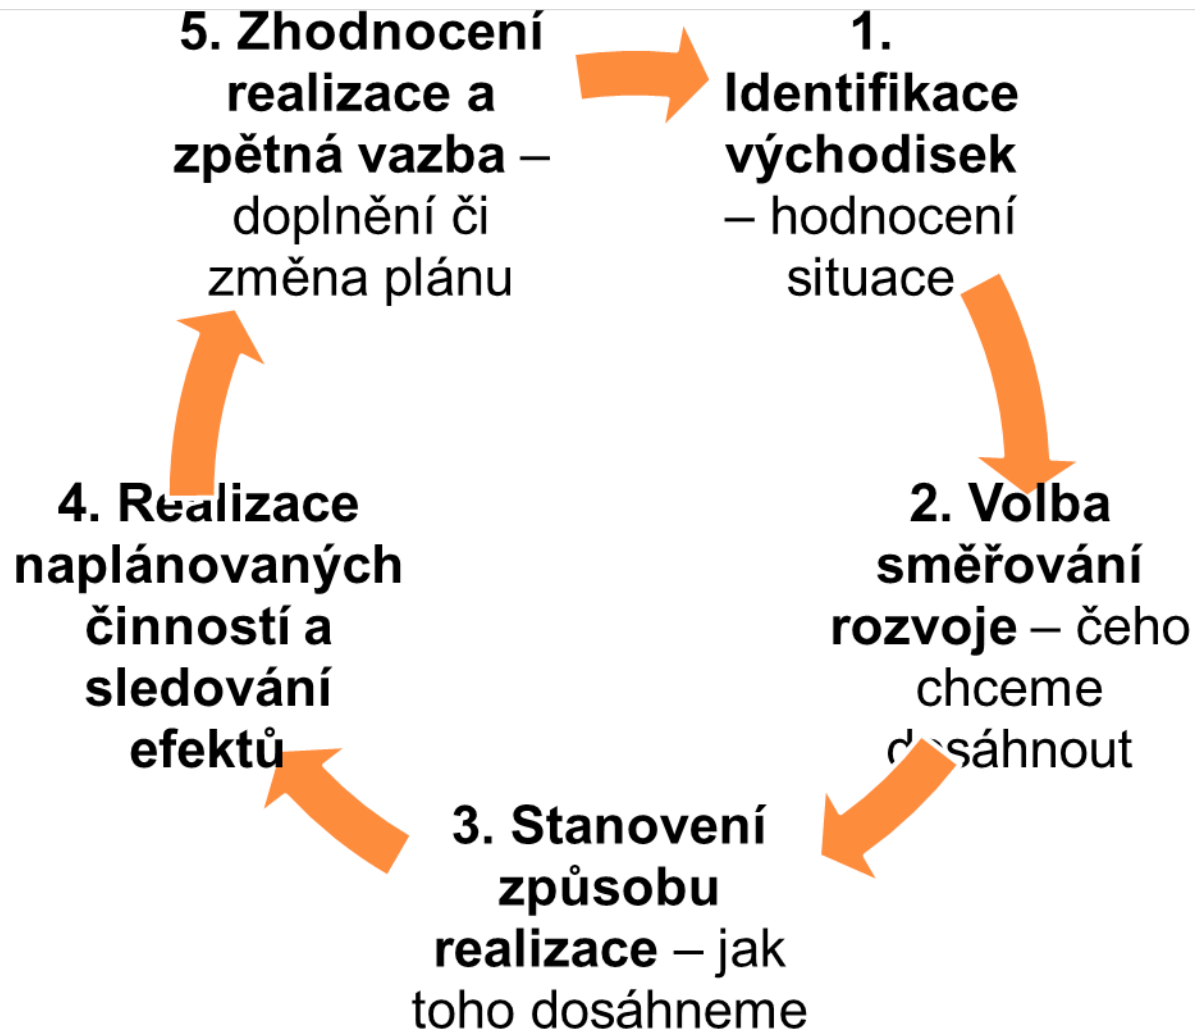 5. Zhodnocení
realizace a
zpětná vazba –
doplnění či
změna plánu
1.
Identifikace
východisek
– hodnocení
situace
2. Volba
směřování
rozvoje – čeho
chceme
dosáhnout
3. Stanovení
způsobu
realizace – jak
toho dosáhneme
4. Realizace
naplánovaných
činností a
sledování
efektů